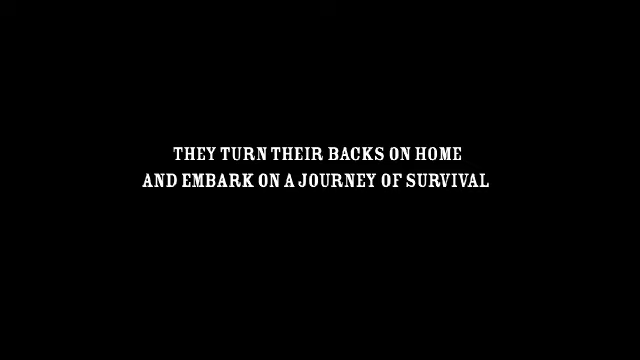 THEY TURN THEIR BACKS ON HOME
AND EMBARK ON A JOURNEY OF SURVIVAL